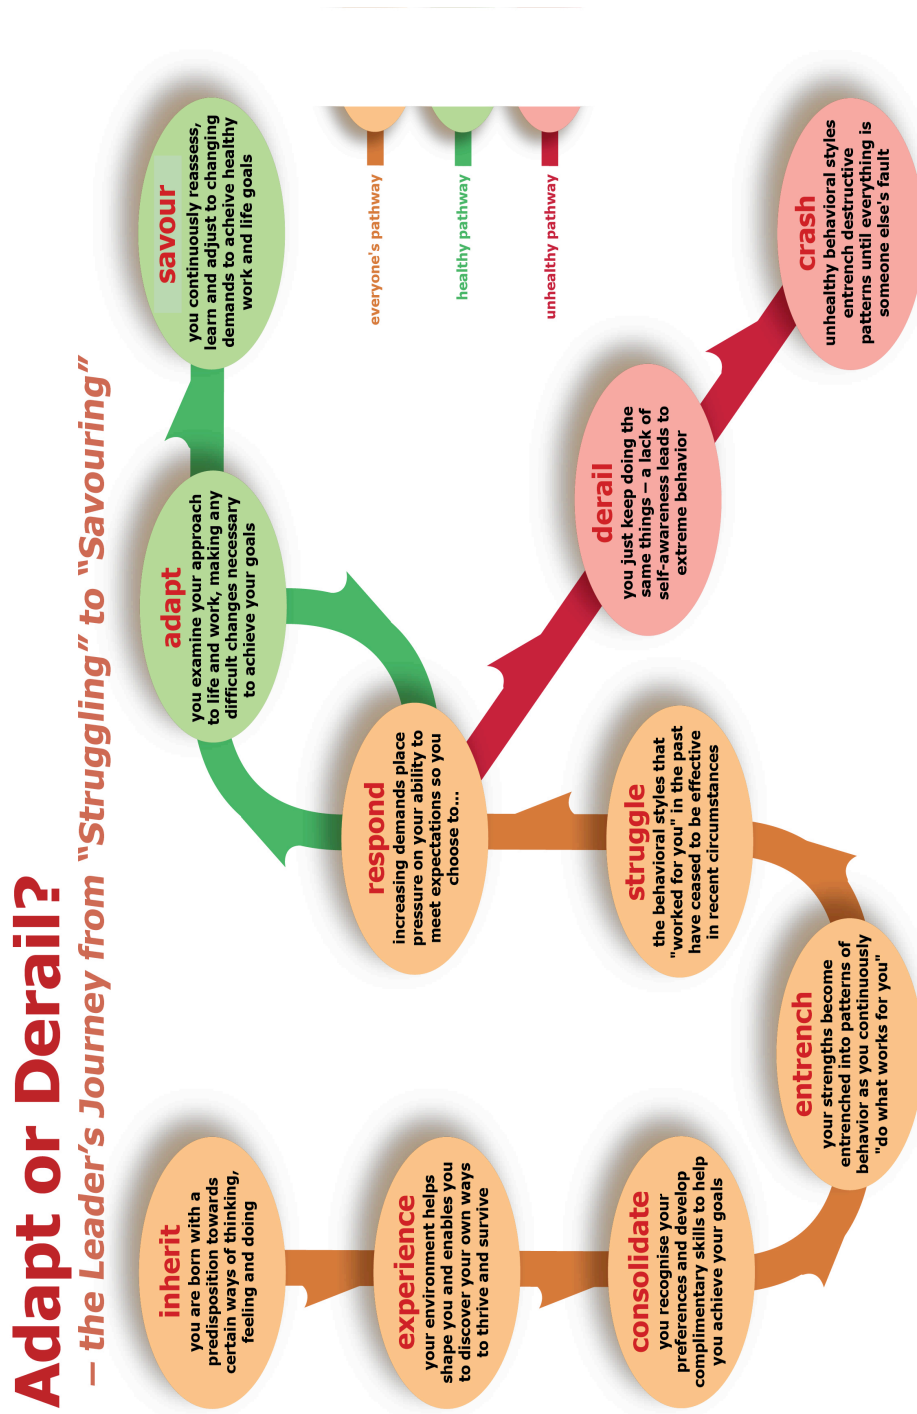 Adapt or Derail?
– the Leader's Journey from “Struggling” to “Savouring”
inherit
you are born with a
predisposition towards
certain ways of thinking,
feeling and doing
experience
your environment helps
shape you and enables you
to discover your own ways
to thrive and survive
consolidate
you recognise your
preferences and develop
complimentary skills to help
you achieve your goals
entrench
your strengths become
entrenched into patterns of
behavior as you continuously
"do what works for you"
struggle
the behavioral styles that
"worked for you" in the past
have ceased to be effective
in recent circumstances
respond
increasing demands place
pressure on your ability to
meet expectations so you
choose to...
adapt
you examine your approach
to life and work, making any
difficult changes necessary
to achieve your goals
savour
you continuously reassess,
learn and adjust to changing
demands to acheive healthy
work and life goals
derail
you just keep doing the
same things – a lack of
self-awareness leads to
extreme behavior
crash
unhealthy behavioral styles
entrench destructive
patterns until everything is
someone else's fault
everyone's pathway
healthy pathway
unhealthy pathway